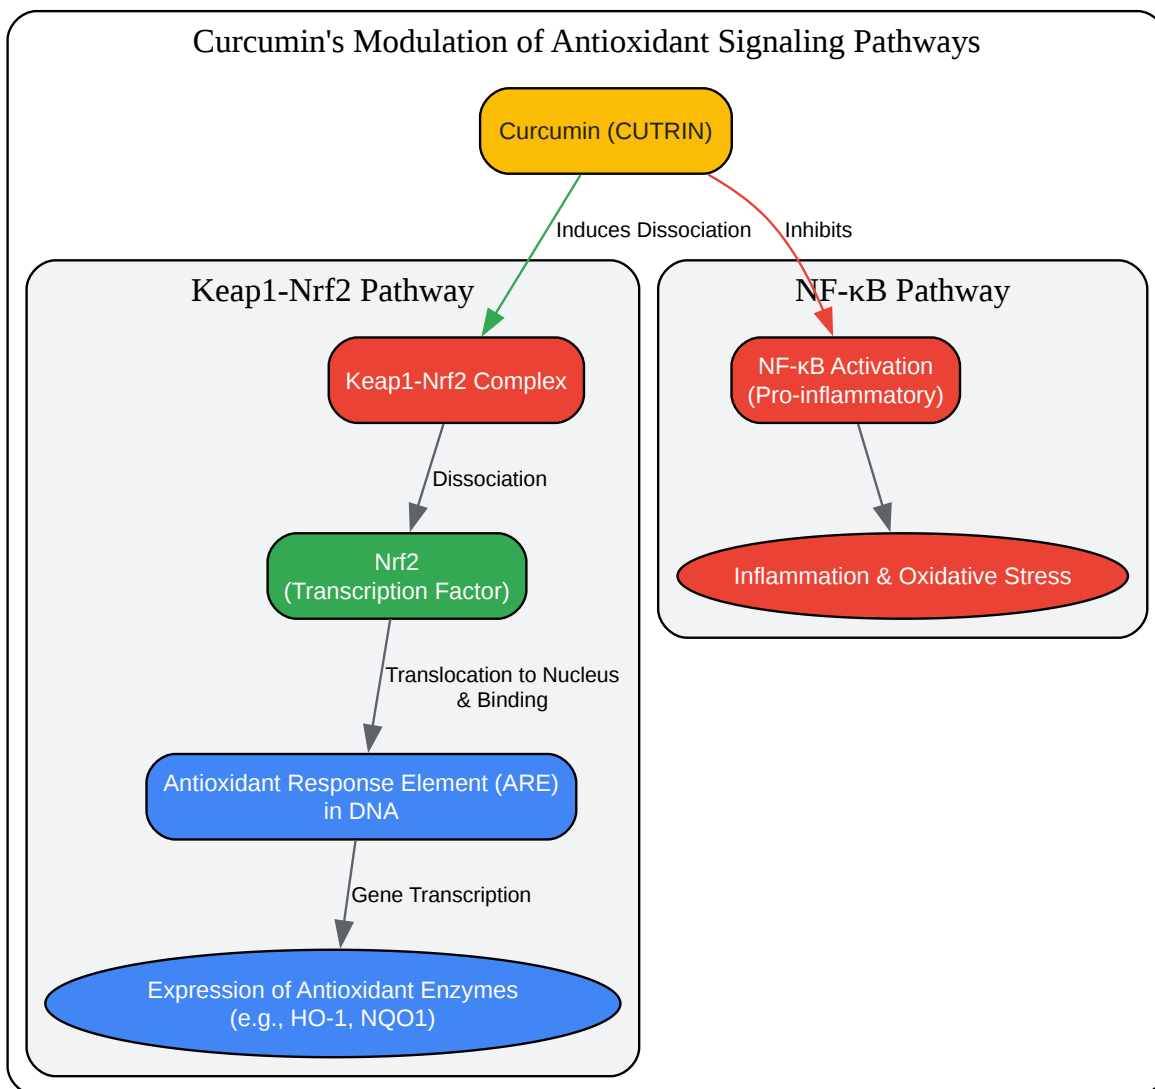 Curcumin's Modulation of Antioxidant Signaling Pathways
Curcumin (CUTRIN)
Induces Dissociation
Inhibits
Keap1-Nrf2 Pathway
Keap1-Nrf2 Complex
Dissociation
Nrf2
(Transcription Factor)
Translocation to Nucleus
& Binding
Antioxidant Response Element (ARE)
in DNA
Gene Transcription
Expression of Antioxidant Enzymes
(e.g., HO-1, NQO1)
NF-κB Pathway
NF-κB Activation
(Pro-inflammatory)
Inflammation & Oxidative Stress